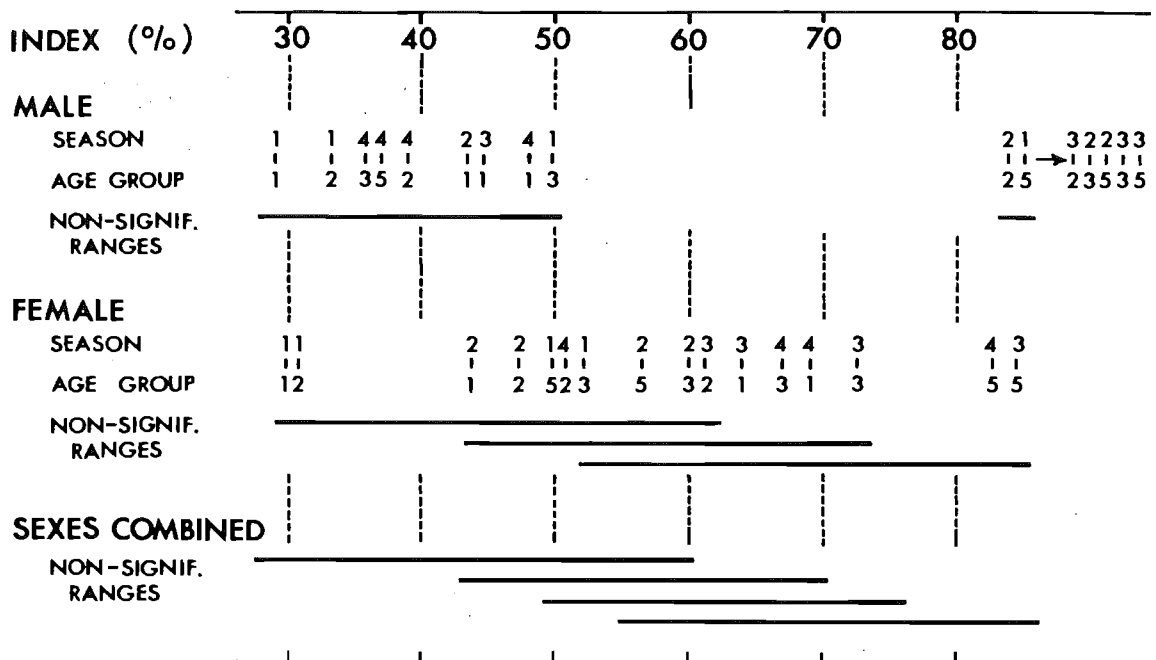 INDEX (%) 30 40 50 60 70 80
MALE
SEASON 1 1 4 4 4 2 3 4 1 2 1 3 2 2 3 3
AGE GROUP 1 2 3 5 2 1 1 1 3 2 5 2 3 5 3 5
NON-SIGNIF.
RANGES
FEMALE
SEASON 1 1 2 2 1 4 1 2 2 3 3 4 4 3 4 3
AGE GROUP 1 2 1 2 5 2 3 5 3 2 1 3 1 3 5 5
NON-SIGNIF.
RANGES
SEXES COMBINED
NON-SIGNIF.
RANGES